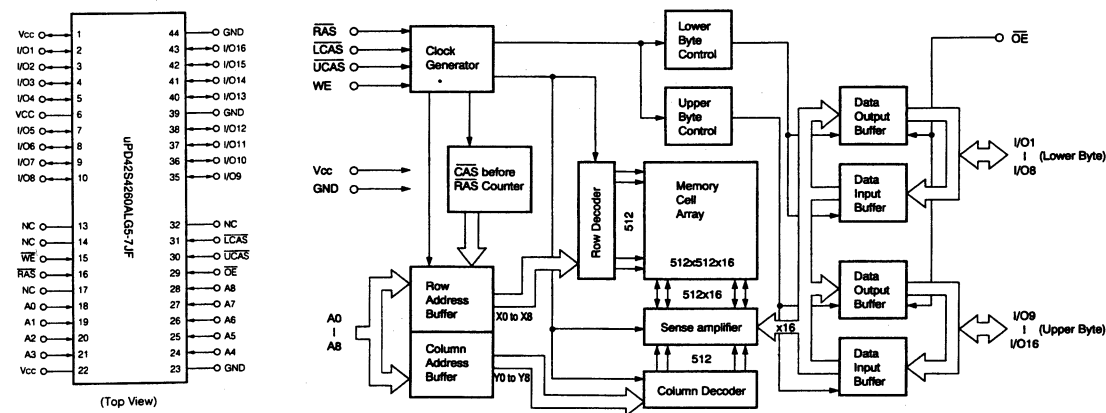 Vcc 1 44 GND
I/O1 2 43 I/O16
I/O2 3 42 I/O15
I/O3 4 41 I/O14
I/O4 5 40 I/O13
VCC 6 39 GND
I/O5 7 38 I/O12
I/O6 8 37 I/O11
I/O7 9 36 I/O10
I/O8 10 35 I/O9
NC 13 32 NC
NC 14 31 LCAS
WE 15 30 UCAS
RAS 16 29 OE
NC 17 28 A8
A0 18 27 A7
A1 19 26 A6
A2 20 25 A5
A3 21 24 A4
Vcc 22 23 GND
uPD42S4260ALG5-7JF
(Top View)
RAS
LCAS
UCAS
WE
Clock
Generator
Lower
Byte
Control
Upper
Byte
Control
OE
Vcc
GND
CAS before
RAS Counter
Row Decoder
512
Memory
Cell
Array
512x512x16
512x16
Sense amplifier
x16
512
Column Decoder
A0
A8
Row
Address
Buffer
X0 to X8
Column
Address
Buffer
Y0 to Y8
Data
Output
Buffer
Data
Input
Buffer
I/O1
I/O8
(Lower Byte)
Data
Output
Buffer
Data
Input
Buffer
I/O9
I/O16
(Upper Byte)